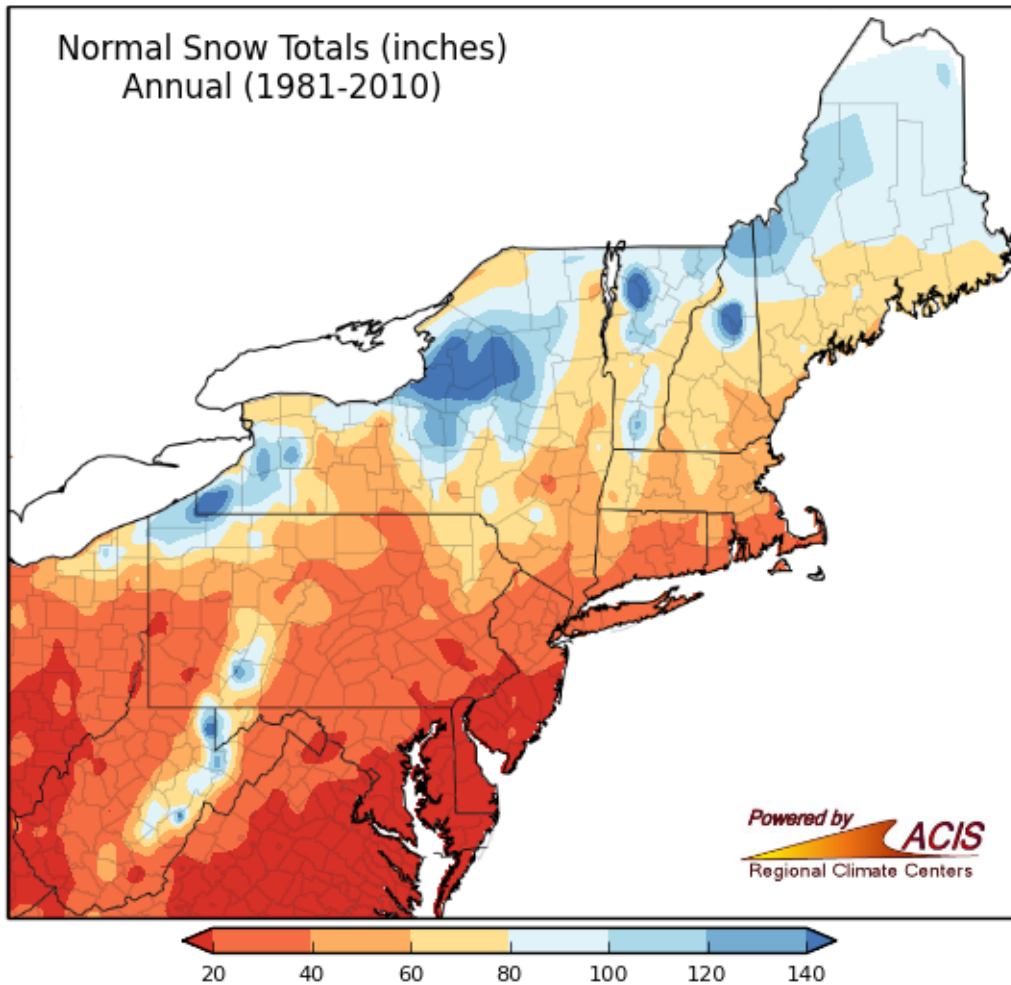 Normal Snow Totals (inches)
Annual (1981-2010)
Powered by ACIS
Regional Climate Centers
20 40 60 80 100 120 140